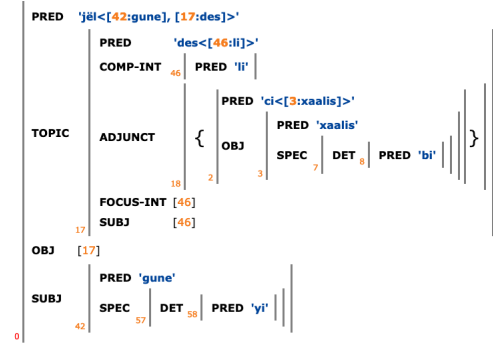 PRED 'jël<[42:gune], [17:des]>'
PRED 'des<[46:li]>'
COMP-INT 46 PRED 'li'
PRED 'ci<[3:xaalis]>'
PRED 'xaalis'
TOPIC ADJUNCT { OBJ SPEC DET PRED 'bi' }
7 8
2 3
18
FOCUS-INT [46]
17 SUBJ [46]
OBJ [17]
PRED 'gune'
SUBJ SPEC DET PRED 'yi'
42 57 58
0